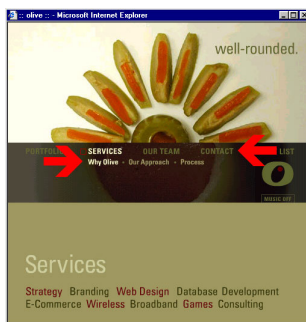 :: olive :: - Microsoft Internet Explorer
well-rounded.
SERVICES OUR TEAM CONTACT LIST
Why Olive - Our Approach - Process
MUSIC OFF
Services
Strategy Branding Web Design Database Development
E-Commerce Wireless Broadband Games Consulting